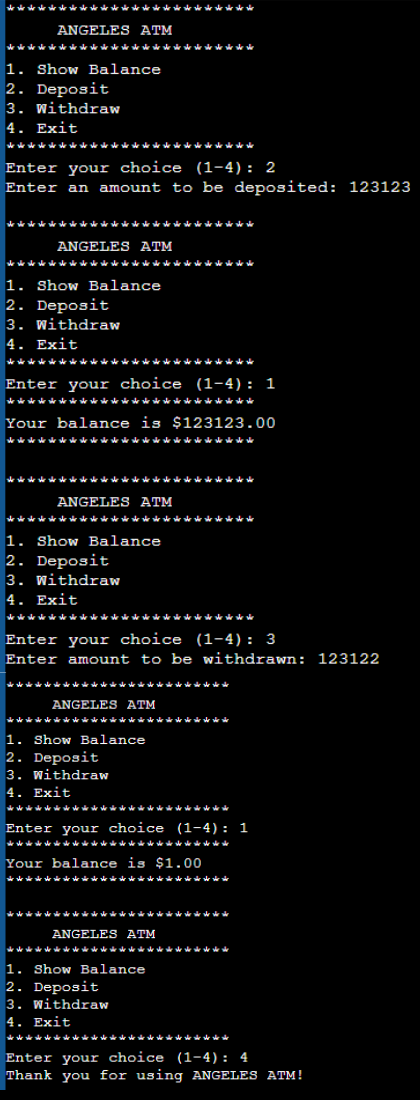 ************************
ANGELES ATM
************************
1. Show Balance
2. Deposit
3. Withdraw
4. Exit
************************
Enter your choice (1-4): 2
Enter an amount to be deposited: 123123
************************
ANGELES ATM
************************
1. Show Balance
2. Deposit
3. Withdraw
4. Exit
************************
Enter your choice (1-4): 1
************************
Your balance is $123123.00
************************
************************
ANGELES ATM
************************
1. Show Balance
2. Deposit
3. Withdraw
4. Exit
************************
Enter your choice (1-4): 3
Enter amount to be withdrawn: 123122
************************
ANGELES ATM
************************
1. Show Balance
2. Deposit
3. Withdraw
4. Exit
************************
Enter your choice (1-4): 1
************************
Your balance is $1.00
************************
************************
ANGELES ATM
************************
1. Show Balance
2. Deposit
3. Withdraw
4. Exit
************************
Enter your choice (1-4): 4
Thank you for using ANGELES ATM!